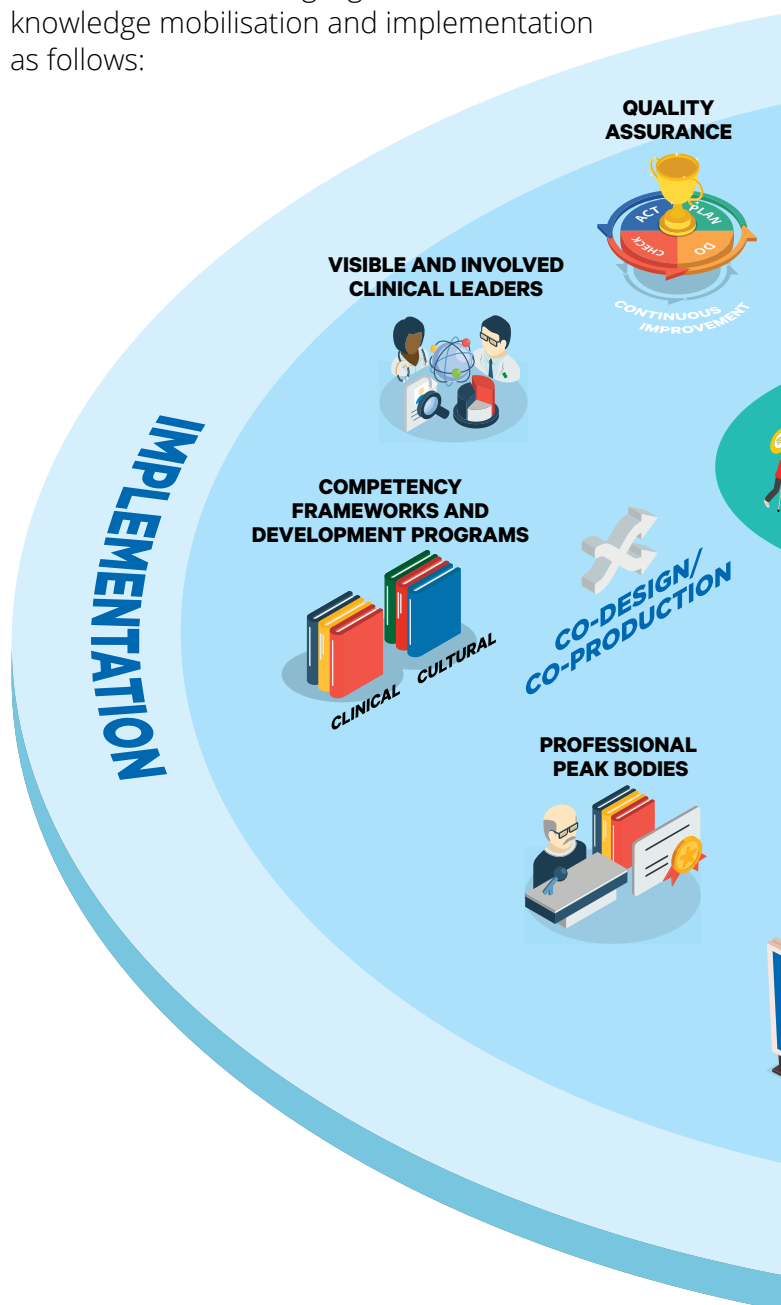 knowledge mobilisation and implementation
as follows:
QUALITY
ASSURANCE
ACT
PLAN
CHECK
DO
CONTINUOUS
IMPROVEMENT
VISIBLE AND INVOLVED
CLINICAL LEADERS
IMPLEMENTATION
COMPETENCY
FRAMEWORKS AND
DEVELOPMENT PROGRAMS
CLINICAL
CULTURAL
CO-DESIGN/
CO-PRODUCTION
PROFESSIONAL
PEAK BODIES